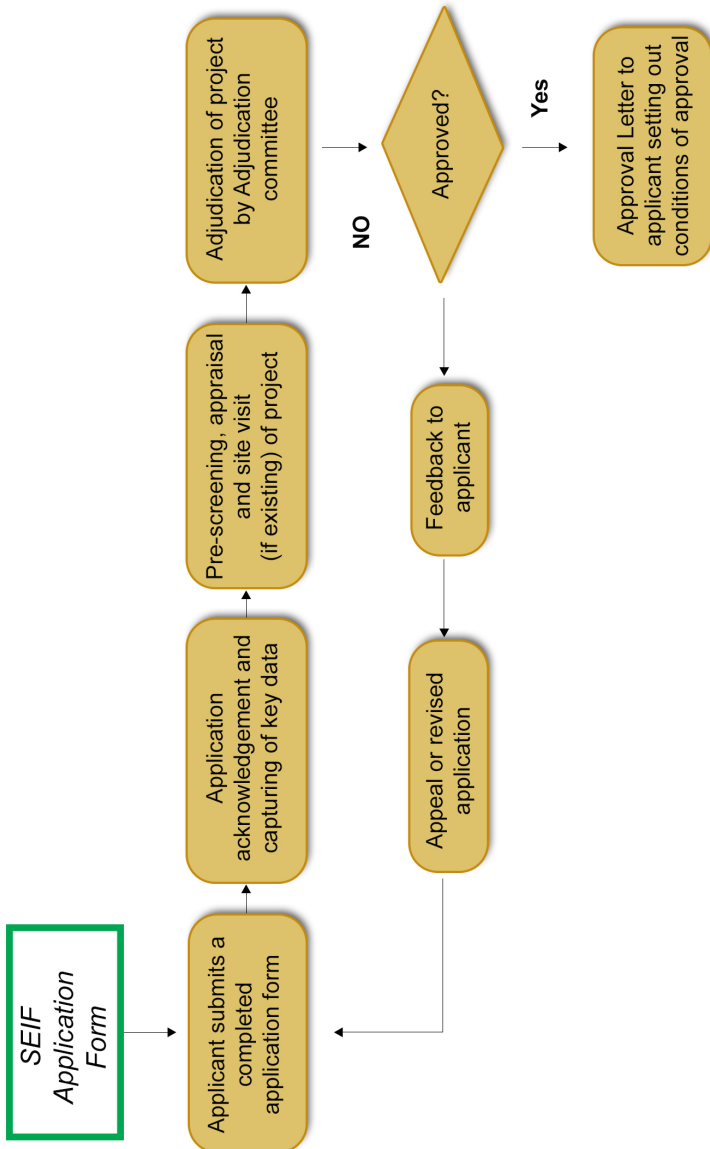 SEIF
Application
Form
Applicant submits a
completed
application form
Application
acknowledgement and
capturing of key data
Pre-screening, appraisal
and site visit
(if existing) of project
Adjudication of project
by Adjudication
committee
Approved?
NO
Feedback to
applicant
Appeal or revised
application
Yes
Approval Letter to
applicant setting out
conditions of approval